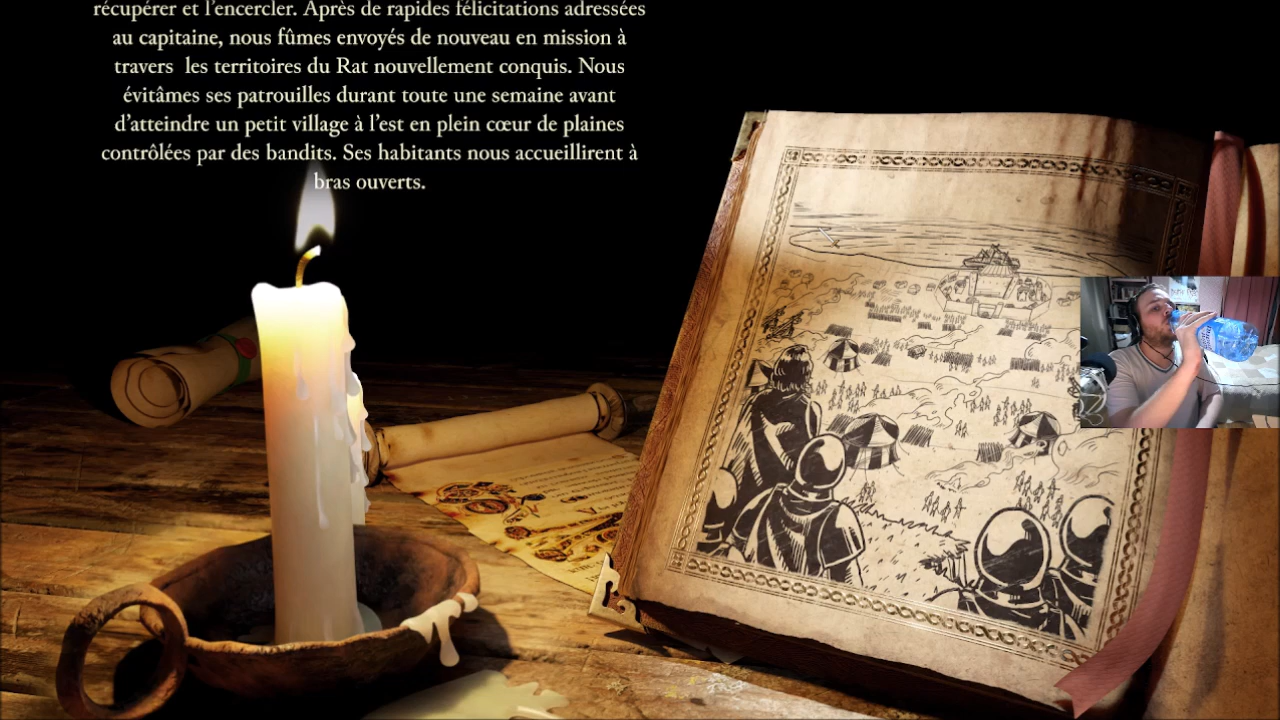 récupérer et l'encercler. Après de rapides félicitations adressées
au capitaine, nous fûmes envoyés de nouveau en mission à
travers  les territoires du Rat nouvellement conquis. Nous
évitâmes ses patrouilles durant toute une semaine avant
d'atteindre un petit village à l'est en plein cœur de plaines
contrôlées par des bandits. Ses habitants nous accueillirent à
bras ouverts.